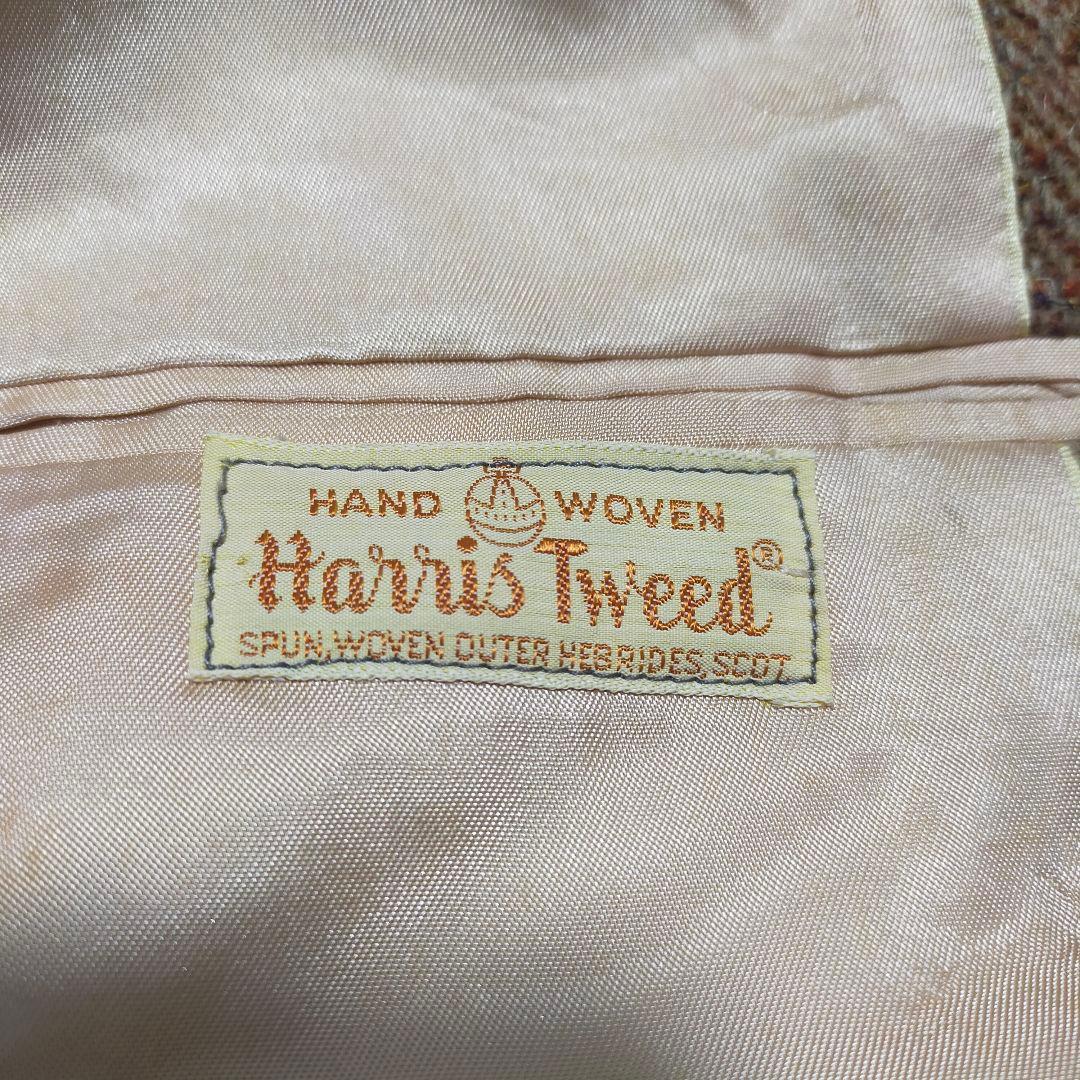 HAND WOVEN
Harris Tweed®
SPUN, WOVEN OUTER HEBRIDES, SCOT